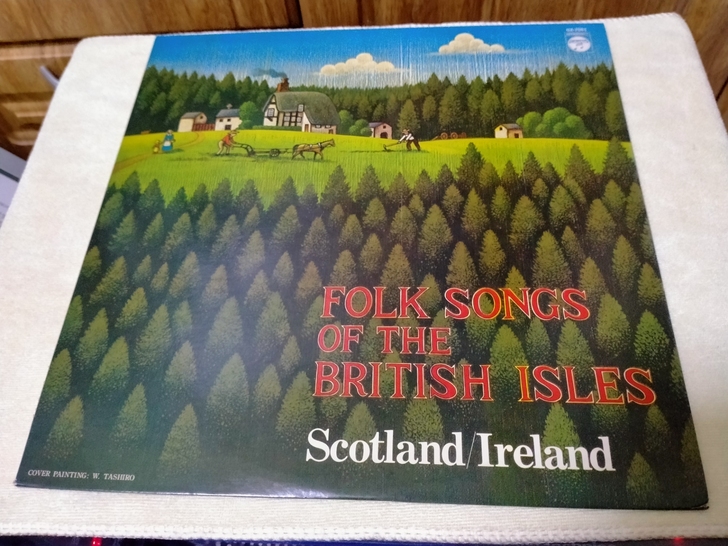 FOLK SONGS
OF THE
BRITISH ISLES
Scotland/Ireland
COVER PAINTING: W. TASHIRO